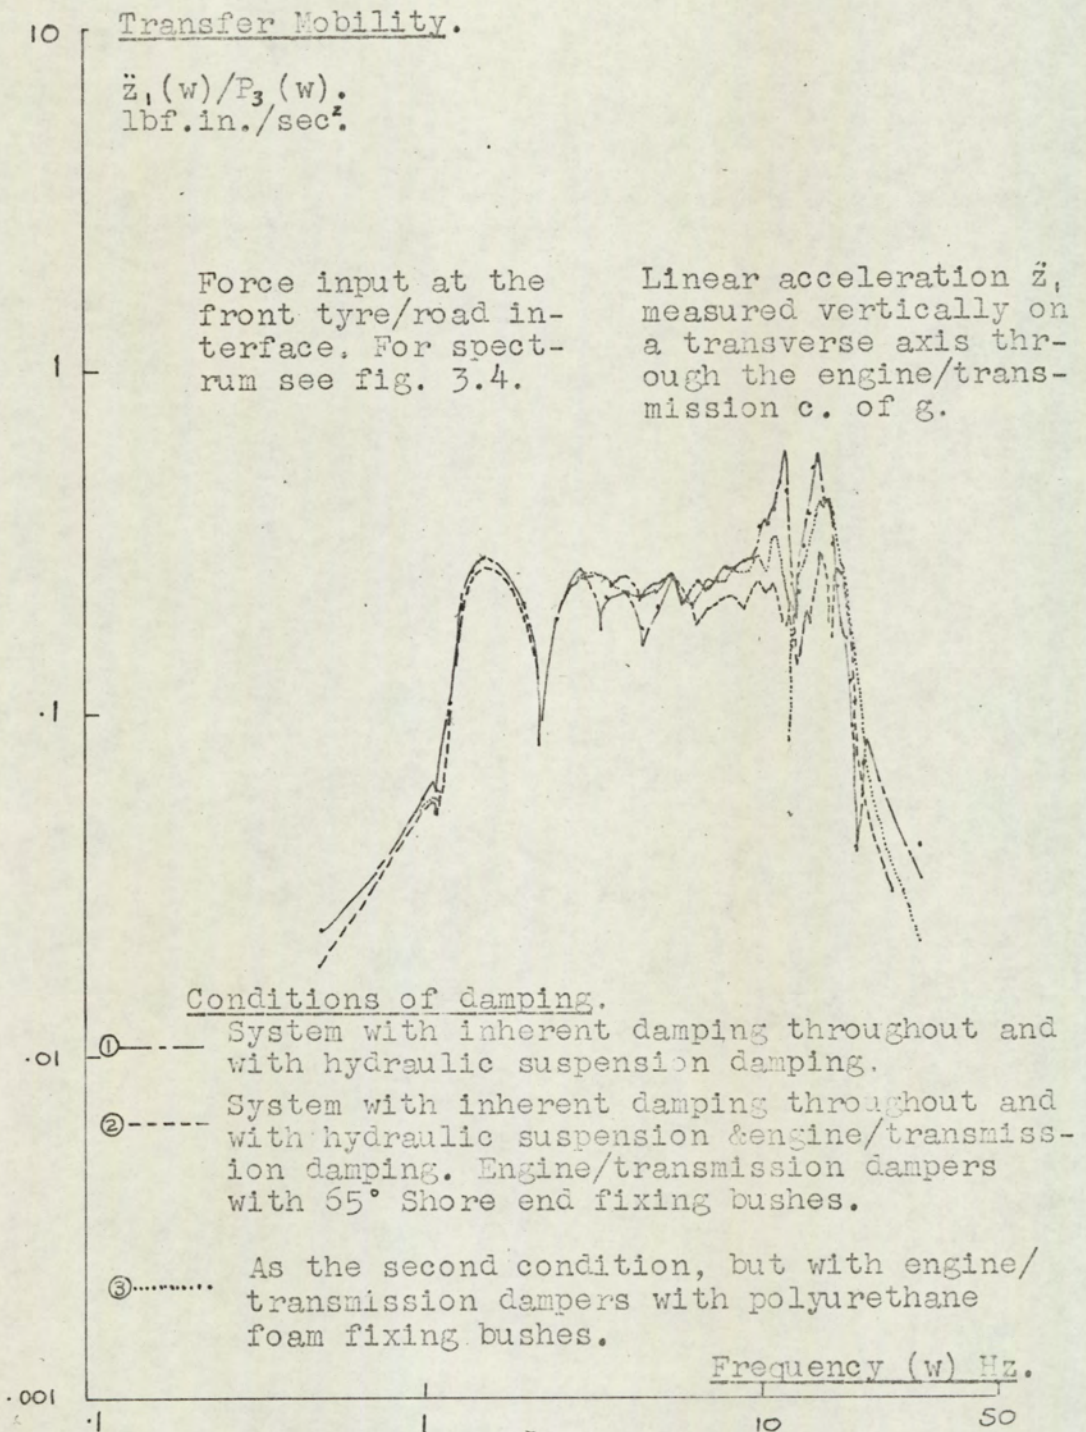 10
Transfer Mobility.
z̈₁(w)/P₃(w).
lbf.in./sec².
Force input at the
front tyre/road in-
terface. For spect-
rum see fig. 3.4.
Linear acceleration z̈₁
measured vertically on
a transverse axis thr-
ough the engine/trans-
mission c. of g.
1
.1
.01
.001
Conditions of damping.
① System with inherent damping throughout and
with hydraulic suspension damping.
② System with inherent damping throughout and
with hydraulic suspension &engine/transmiss-
ion damping. Engine/transmission dampers
with 65° Shore end fixing bushes.
③ As the second condition, but with engine/
transmission dampers with polyurethane
foam fixing bushes.
Frequency (w) Hz.
.1 1 10 50